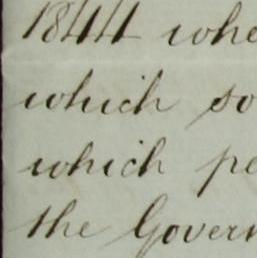 1844 whe
which so
which pe
the Govern